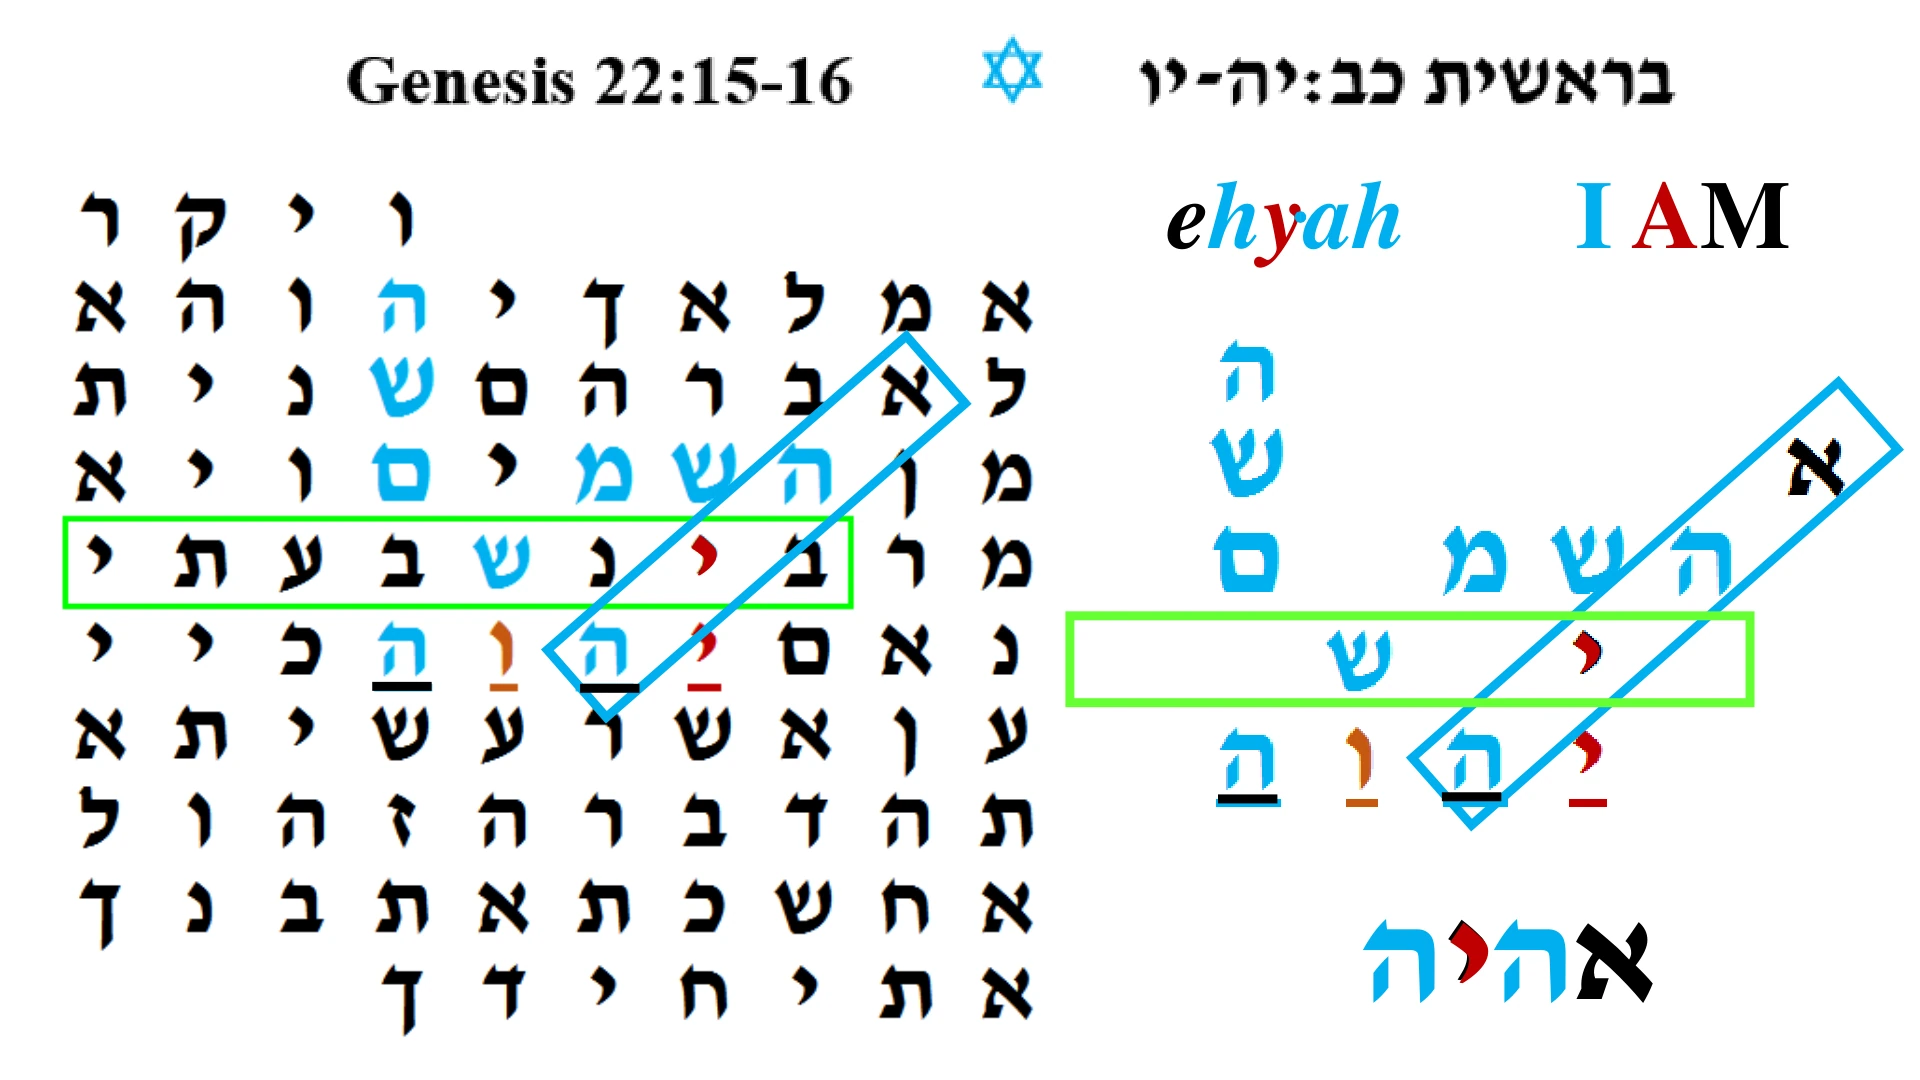 Genesis 22:15-16
בראשית כב:יה-יו
ו י ק ר
א מ ל א ך י ה ו ה א
ל א ב ר ה ם ש נ י ת
מ ן ה ש מ י ם ו י א
מ ר ב י נ ש ב ע ת י
נ א ם י ה ו ה כ י י
ע ן א ש ר ע ש י ת א
ת ה ד ב ר ה ז ה ו ל
א ח ש כ ת א ת ב נ ך
א ת י ח י ד ך
ehyah
I AM
ה
א ש
ה ש מ ם
י ש
י ה ו ה
אהיה